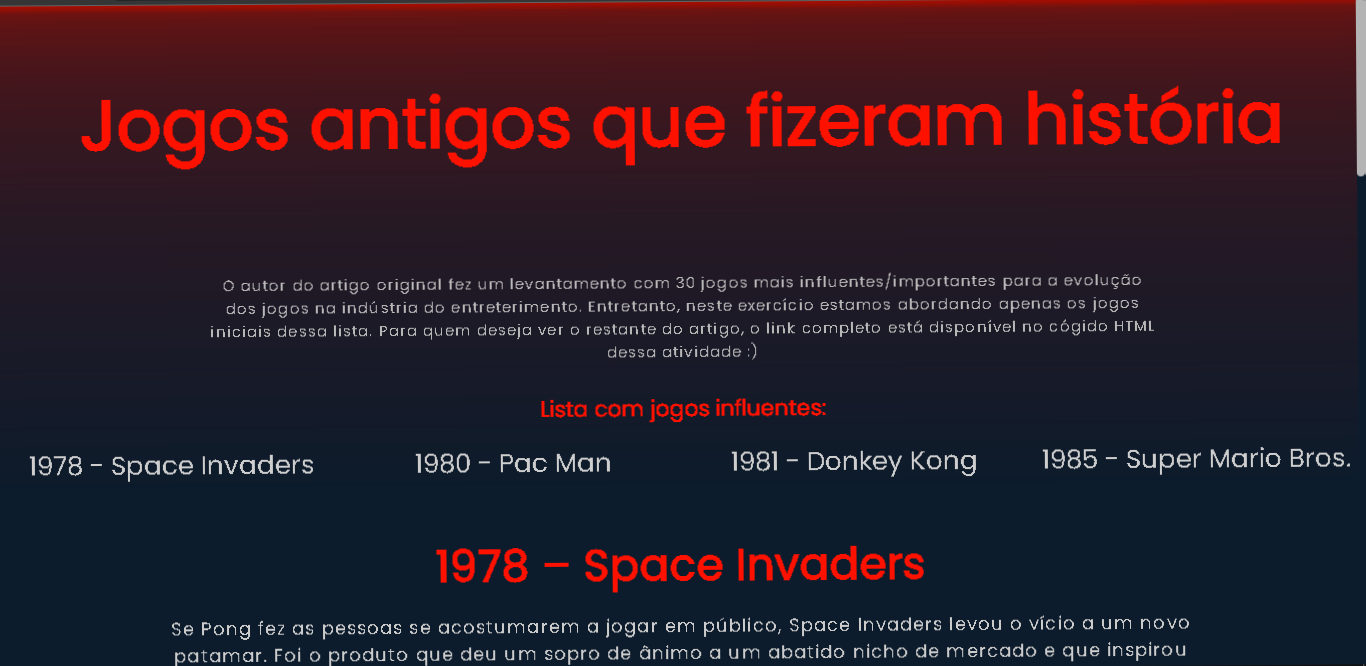 Jogos antigos que fizeram história
O autor do artigo original fez um levantamento com 30 jogos mais influentes/importantes para a evolução
dos jogos na indústria do entreterimento. Entretanto, neste exercício estamos abordando apenas os jogos
iniciais dessa lista. Para quem deseja ver o restante do artigo, o link completo está disponível no cógido HTML
dessa atividade :)
Lista com jogos influentes:
1978 - Space Invaders 1980 - Pac Man 1981 - Donkey Kong 1985 - Super Mario Bros.
1978 – Space Invaders
Se Pong fez as pessoas se acostumarem a jogar em público, Space Invaders levou o vício a um novo
patamar. Foi o produto que deu um sopro de ânimo a um abatido nicho de mercado e que inspirou